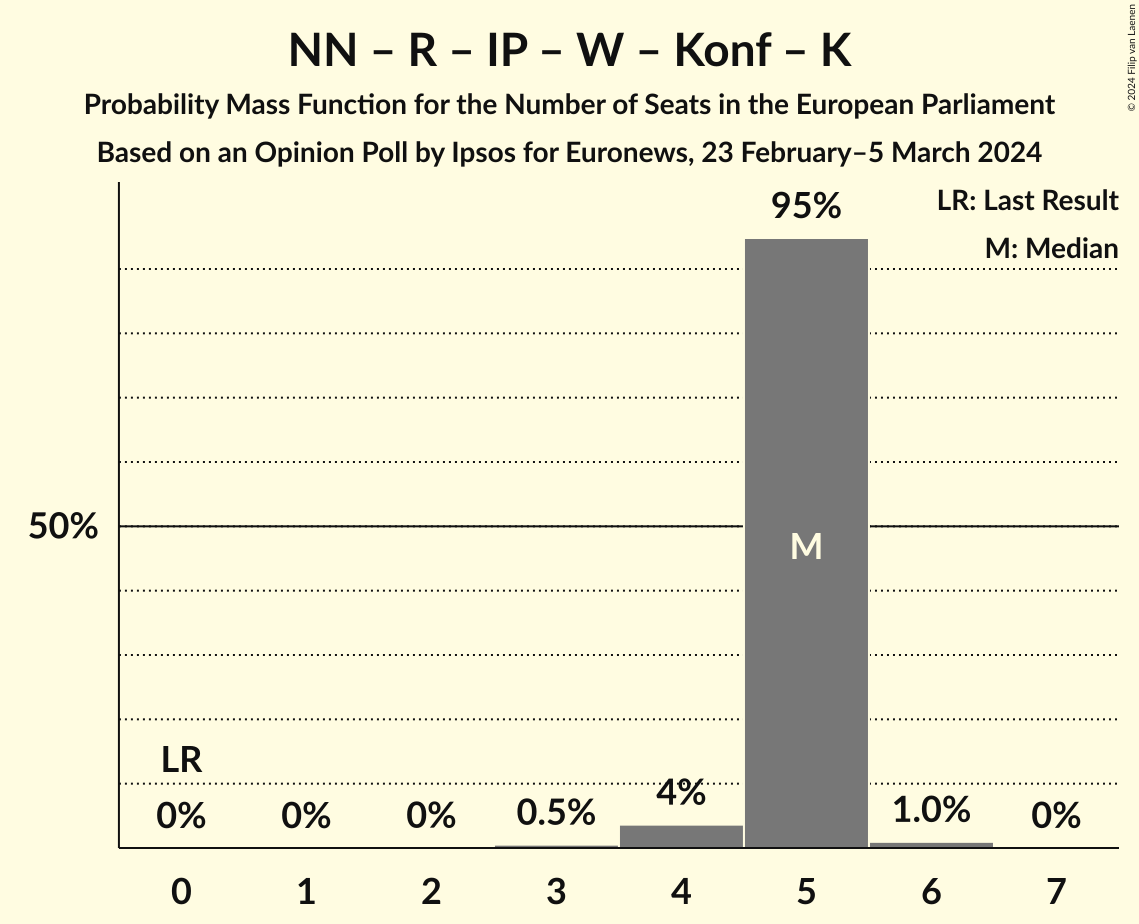 NN – R – IP – W – Konf – K
Probability Mass Function for the Number of Seats in the European Parliament
Based on an Opinion Poll by Ipsos for Euronews, 23 February–5 March 2024
© 2024 Filip van Laenen
LR: Last Result
M: Median
95%
50%
M
LR
0%
0%
0%
0.5%
4%
1.0%
0%
0
1
2
3
4
5
6
7